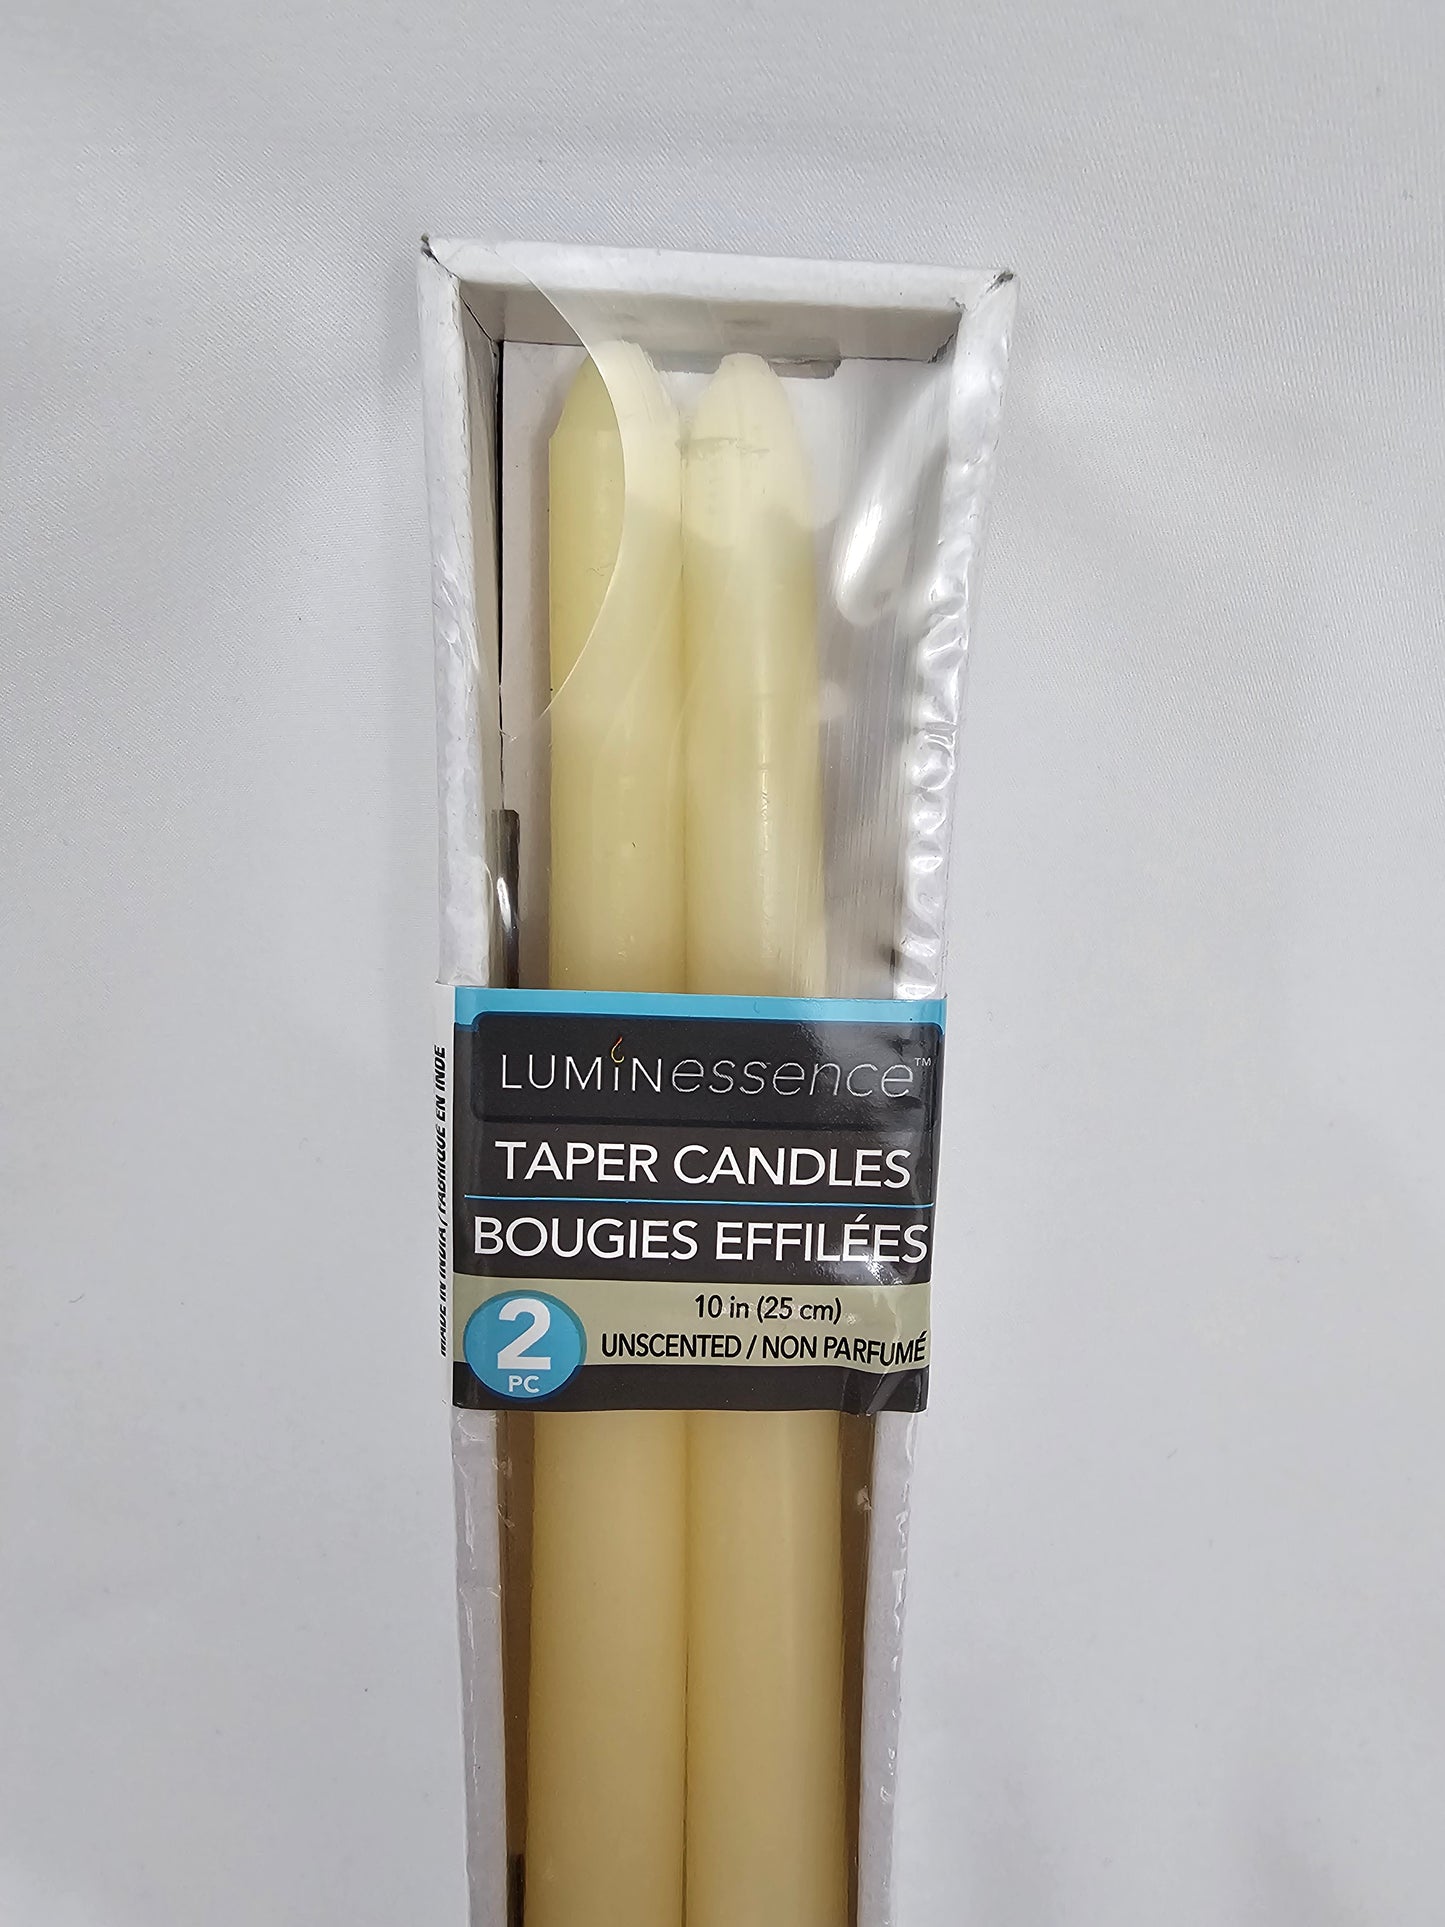 LUMiNessence™
TAPER CANDLES
BOUGIES EFFILÉES
2
PC
10 in (25 cm)
UNSCENTED / NON PARFUMÉ
MADE IN INDIA / FABRIQUÉ EN INDE